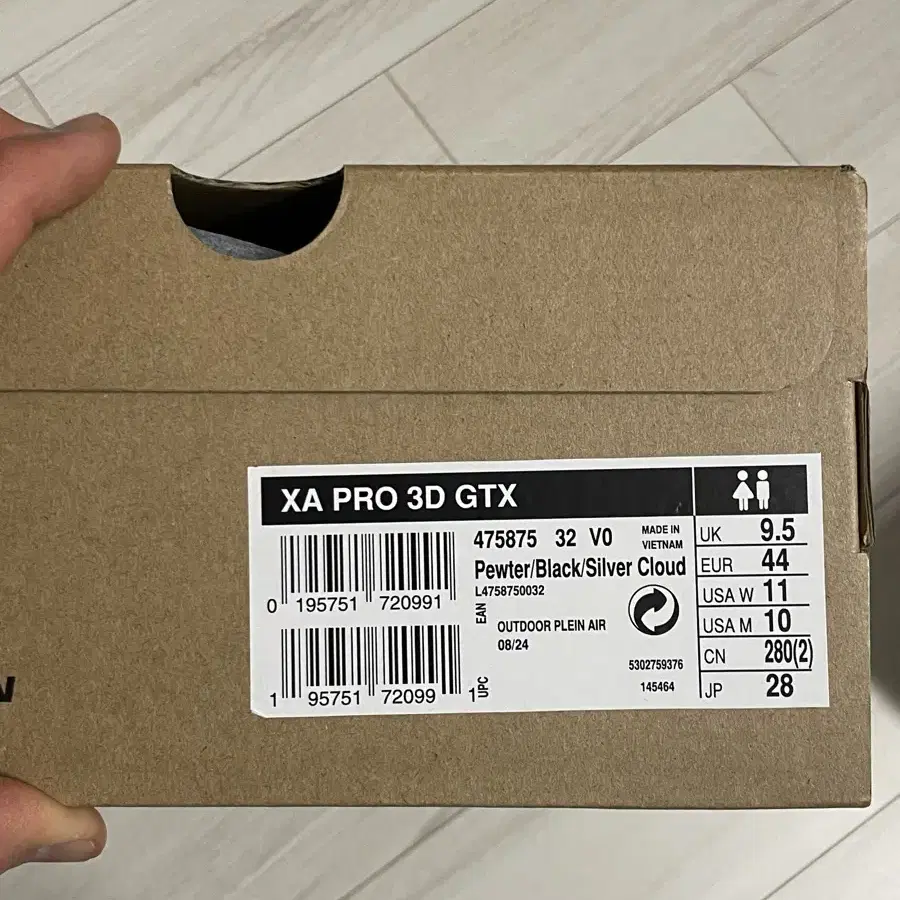 XA PRO 3D GTX
475875 32 V0
MADE IN
VIETNAM
Pewter/Black/Silver Cloud
L4758750032
0 195751 720991
EAN
OUTDOOR PLEIN AIR
08/24
5302759376
145464
1 95751 72099 1
UPC
UK 9.5
EUR 44
USA W 11
USA M 10
CN 280(2)
JP 28
N